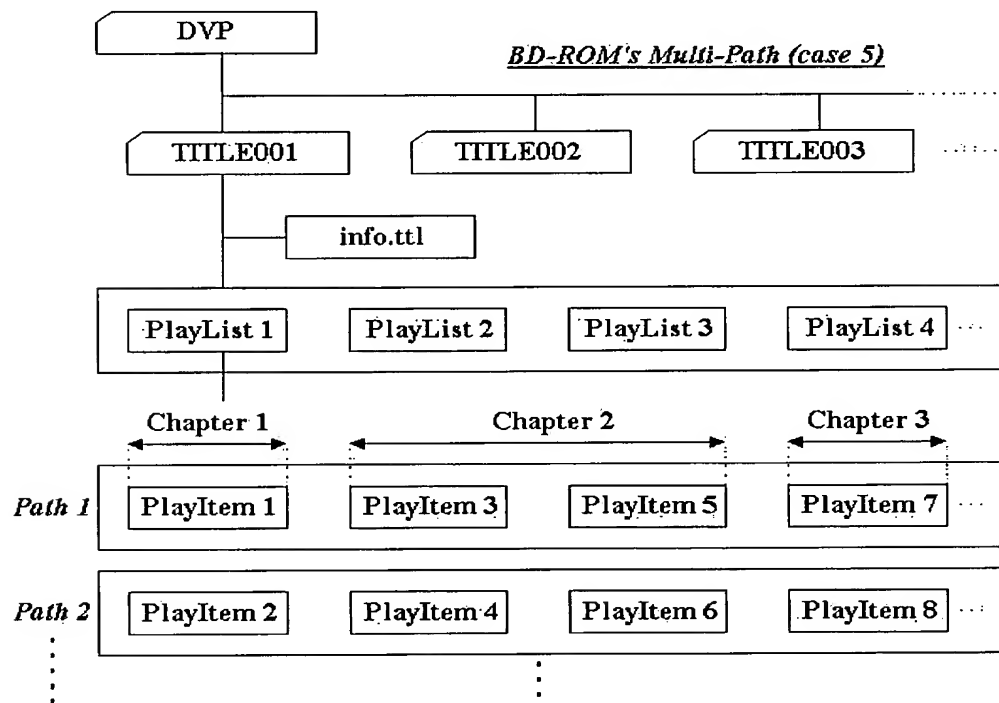 DVP
BD-ROM's Multi-Path (case 5)
TITLE001 TITLE002 TITLE003
info.ttl
PlayList 1 PlayList 2 PlayList 3 PlayList 4
Chapter 1 Chapter 2 Chapter 3
Path 1 PlayItem 1 PlayItem 3 PlayItem 5 PlayItem 7
Path 2 PlayItem 2 PlayItem 4 PlayItem 6 PlayItem 8